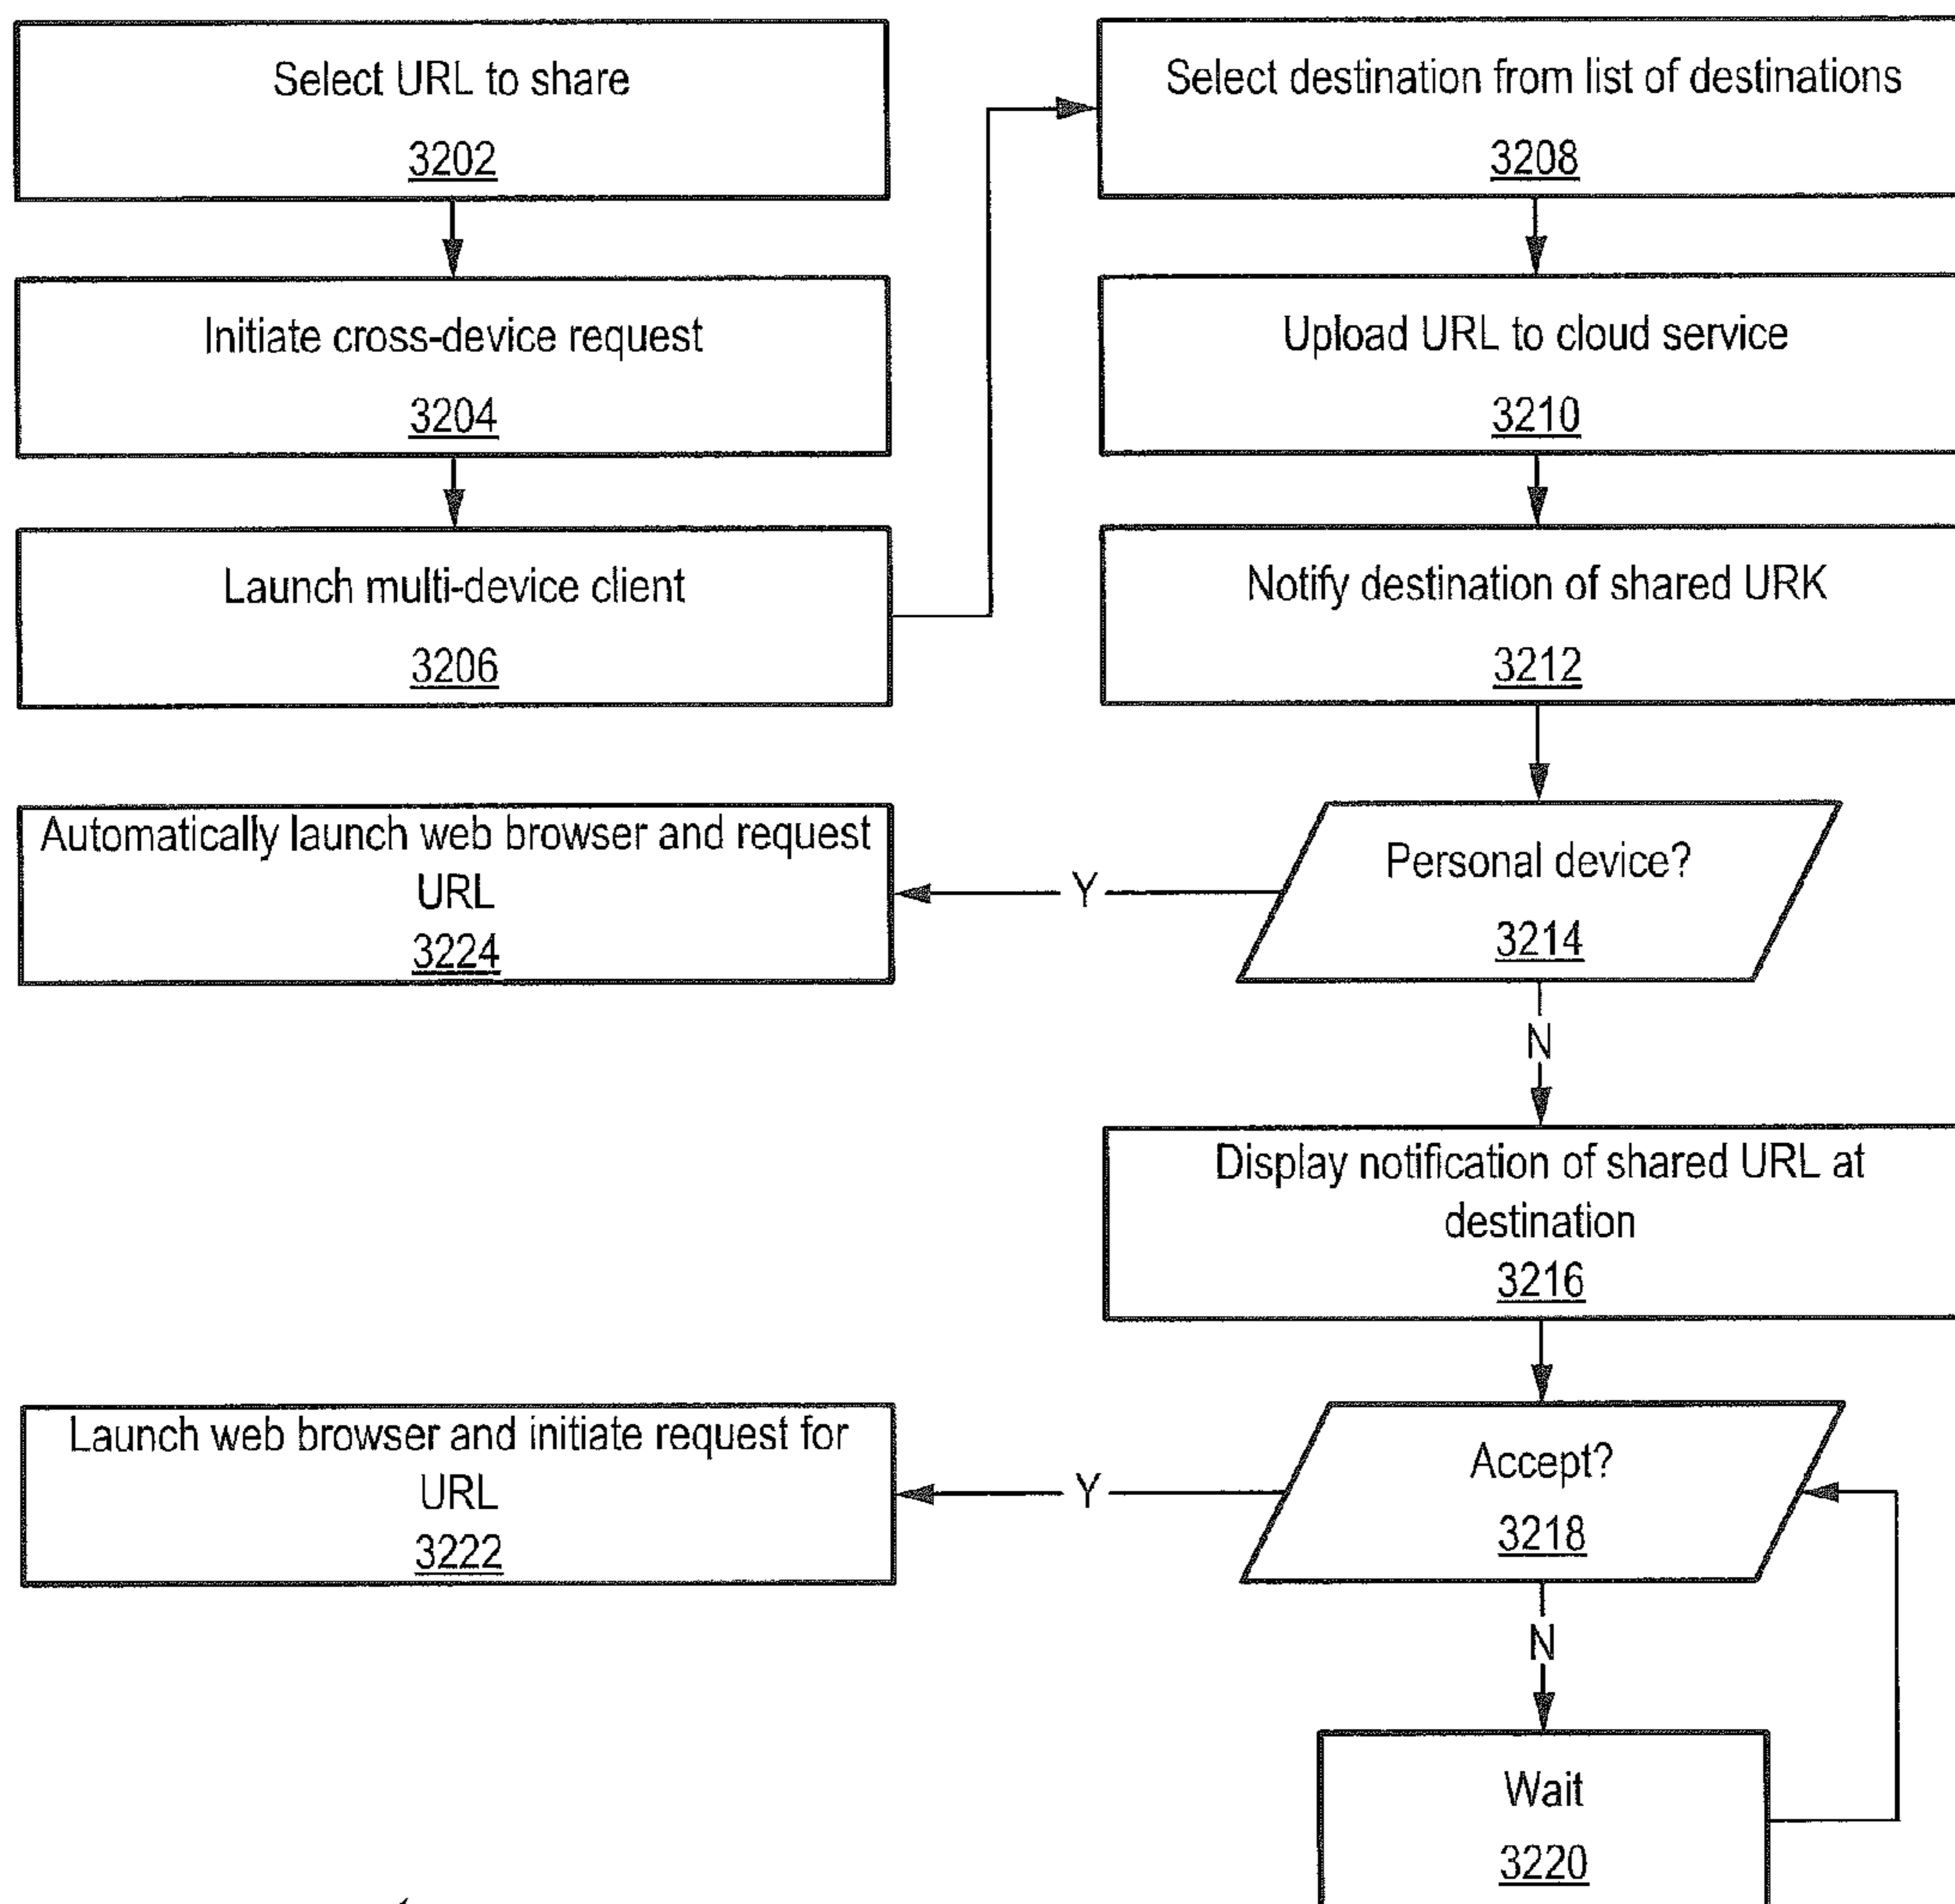 Select URL to share
3202
Initiate cross-device request
3204
Launch multi-device client
3206
Select destination from list of destinations
3208
Upload URL to cloud service
3210
Notify destination of shared URK
3212
Personal device?
3214
Y
Automatically launch web browser and request
URL
3224
N
Display notification of shared URL at
destination
3216
Accept?
3218
Y
Launch web browser and initiate request for
URL
3222
N
Wait
3220